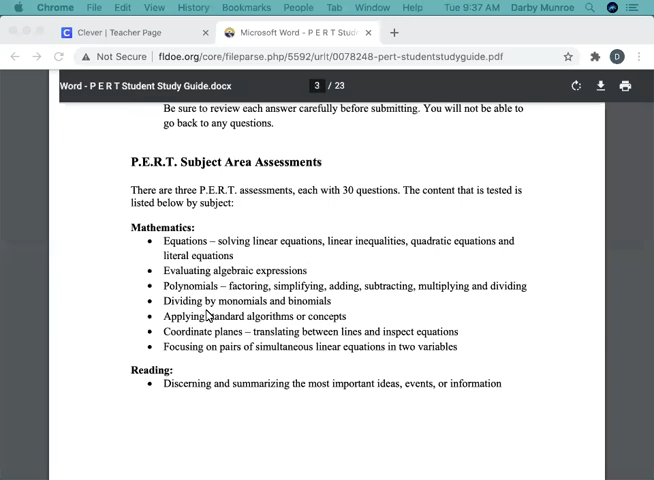 Chrome File Edit View History Bookmarks People Tab Window Help Tue 9:37 AM Darby Munroe
Clever | Teacher Page
Microsoft Word - P E R T Stud
Not Secure | fldoe.org/core/fileparse.php/5592/urlt/0078248-pert-studentstudyguide.pdf
D
Word - P E R T Student Study Guide.docx
3 / 23
Be sure to review each answer carefully before submitting. You will not be able to
go back to any questions.
P.E.R.T. Subject Area Assessments
There are three P.E.R.T. assessments, each with 30 questions. The content that is tested is
listed below by subject:
Mathematics:
• Equations – solving linear equations, linear inequalities, quadratic equations and
literal equations
• Evaluating algebraic expressions
• Polynomials – factoring, simplifying, adding, subtracting, multiplying and dividing
• Dividing by monomials and binomials
• Applying standard algorithms or concepts
• Coordinate planes – translating between lines and inspect equations
• Focusing on pairs of simultaneous linear equations in two variables
Reading:
• Discerning and summarizing the most important ideas, events, or information